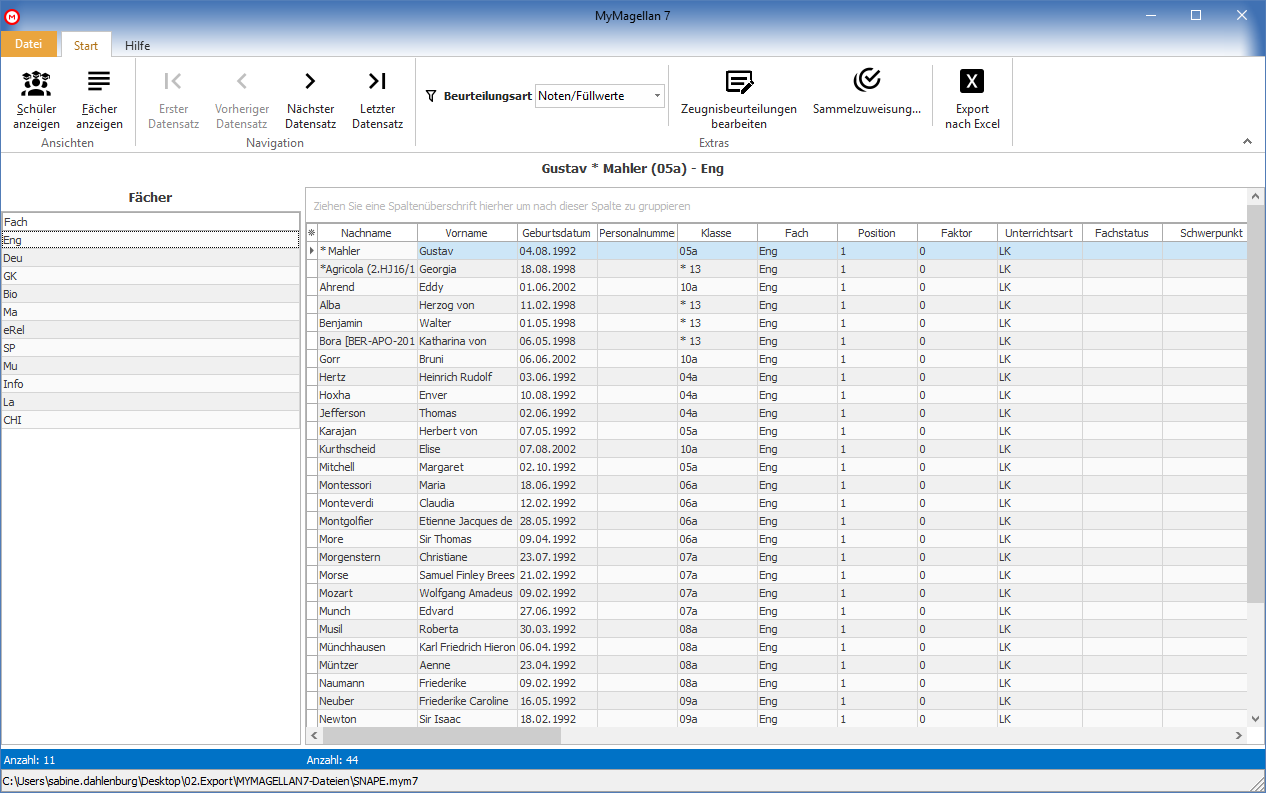 MyMagellan 7
Datei Start Hilfe
Schüler anzeigen
Fächer anzeigen
Ansichten
Erster Datensatz
Vorheriger Datensatz
Nächster Datensatz
Letzter Datensatz
Navigation
Beurteilungsart Noten/Füllwerte
Zeugnisbeurteilungen bearbeiten
Sammelzuweisung...
Export nach Excel
Extras
Gustav * Mahler (05a) - Eng
Fächer
Fach
Eng
Deu
GK
Bio
Ma
eRel
SP
Mu
Info
La
CHI
Ziehen Sie eine Spaltenüberschrift hierher um nach dieser Spalte zu gruppieren
Nachname Vorname Geburtsdatum Personalnumme Klasse Fach Position Faktor Unterrichtsart Fachstatus Schwerpunkt
* Mahler Gustav 04.08.1992 05a Eng 1 0 LK
*Agricola (2.HJ16/1 Georgia 18.08.1998 * 13 Eng 1 0 LK
Ahrend Eddy 01.06.2002 10a Eng 1 0 LK
Alba Herzog von 11.02.1998 * 13 Eng 1 0 LK
Benjamin Walter 01.05.1998 * 13 Eng 1 0 LK
Bora [BER-APO-201 Katharina von 06.05.1998 * 13 Eng 1 0 LK
Gorr Bruni 06.06.2002 10a Eng 1 0 LK
Hertz Heinrich Rudolf 03.06.1992 04a Eng 1 0 LK
Hoxha Enver 10.08.1992 04a Eng 1 0 LK
Jefferson Thomas 02.06.1992 04a Eng 1 0 LK
Karajan Herbert von 07.05.1992 05a Eng 1 0 LK
Kurthscheid Elise 07.08.2002 10a Eng 1 0 LK
Mitchell Margaret 02.10.1992 05a Eng 1 0 LK
Montessori Maria 18.06.1992 06a Eng 1 0 LK
Monteverdi Claudia 12.02.1992 06a Eng 1 0 LK
Montgolfier Etienne Jacques de 28.05.1992 06a Eng 1 0 LK
More Sir Thomas 09.04.1992 06a Eng 1 0 LK
Morgenstern Christiane 23.07.1992 07a Eng 1 0 LK
Morse Samuel Finley Brees 21.02.1992 07a Eng 1 0 LK
Mozart Wolfgang Amadeus 09.02.1992 07a Eng 1 0 LK
Munch Edvard 27.06.1992 07a Eng 1 0 LK
Musil Roberta 30.03.1992 08a Eng 1 0 LK
Münchhausen Karl Friedrich Hieron 06.04.1992 08a Eng 1 0 LK
Müntzer Aenne 23.04.1992 08a Eng 1 0 LK
Naumann Friederike 09.02.1992 08a Eng 1 0 LK
Neuber Friederike Caroline 16.05.1992 09a Eng 1 0 LK
Newton Sir Isaac 18.02.1992 09a Eng 1 0 LK
Anzahl: 11 Anzahl: 44
C:\Users\sabine.dahlenburg\Desktop\02.Export\MYMAGELLAN7-Dateien\SNAPE.mym7